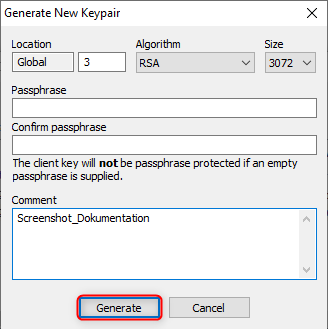 Generate New Keypair
Location Algorithm Size
Global 3 RSA 3072
Passphrase
Confirm passphrase
The client key will not be passphrase protected if an empty
passphrase is supplied.
Comment
Screenshot_Dokumentation
Generate Cancel